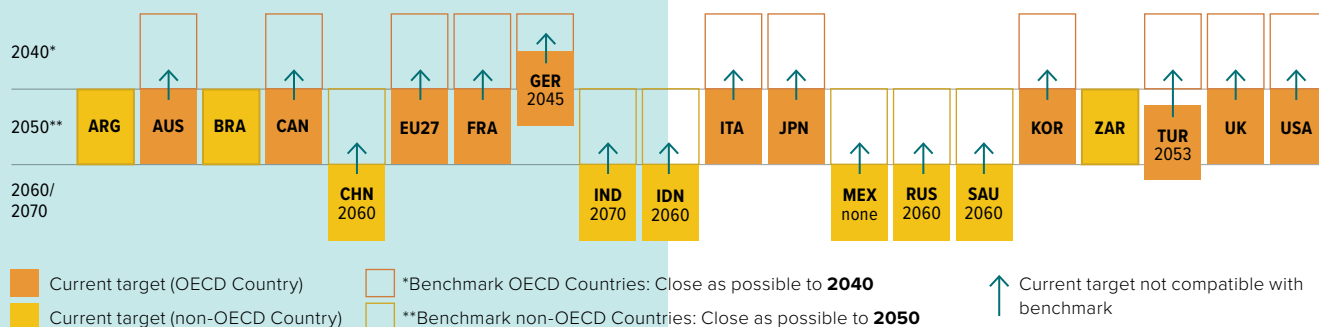 2040*
GER
2045
2050**
ARG
AUS
BRA
CAN
EU27
FRA
ITA
JPN
KOR
ZAR
TUR
2053
UK
USA
2060/
2070
CHN
2060
IND
2070
IDN
2060
MEX
none
RUS
2060
SAU
2060
Current target (OECD Country)
*Benchmark OECD Countries: Close as possible to 2040
Current target not compatible with
benchmark
Current target (non-OECD Country)
**Benchmark non-OECD Countries: Close as possible to 2050